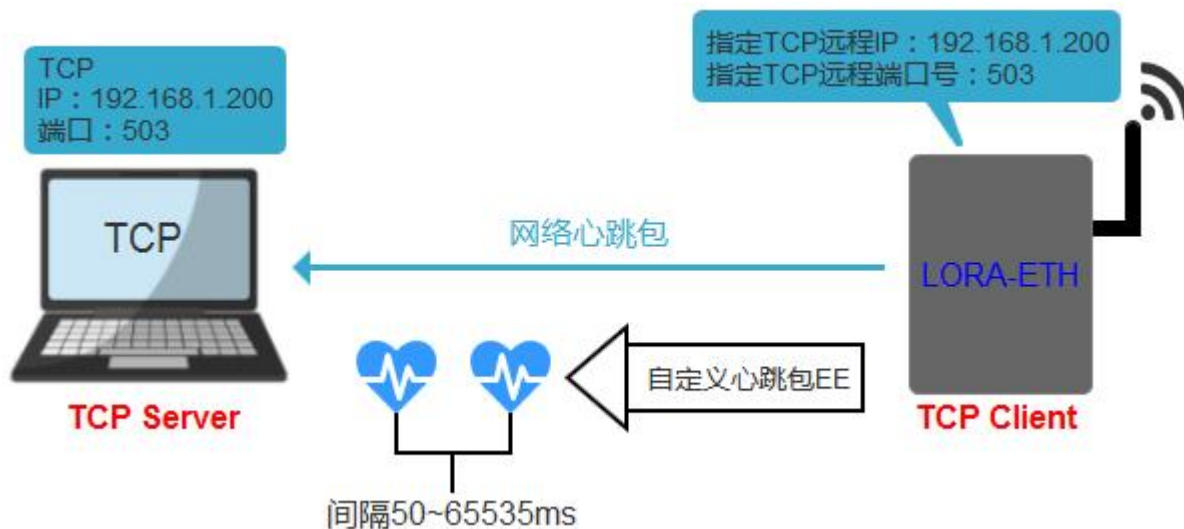 TCP
IP：192.168.1.200
端口：503
指定TCP远程IP：192.168.1.200
指定TCP远程端口号：503
TCP
网络心跳包
LORA-ETH
自定义心跳包EE
TCP Server
TCP Client
间隔50~65535ms